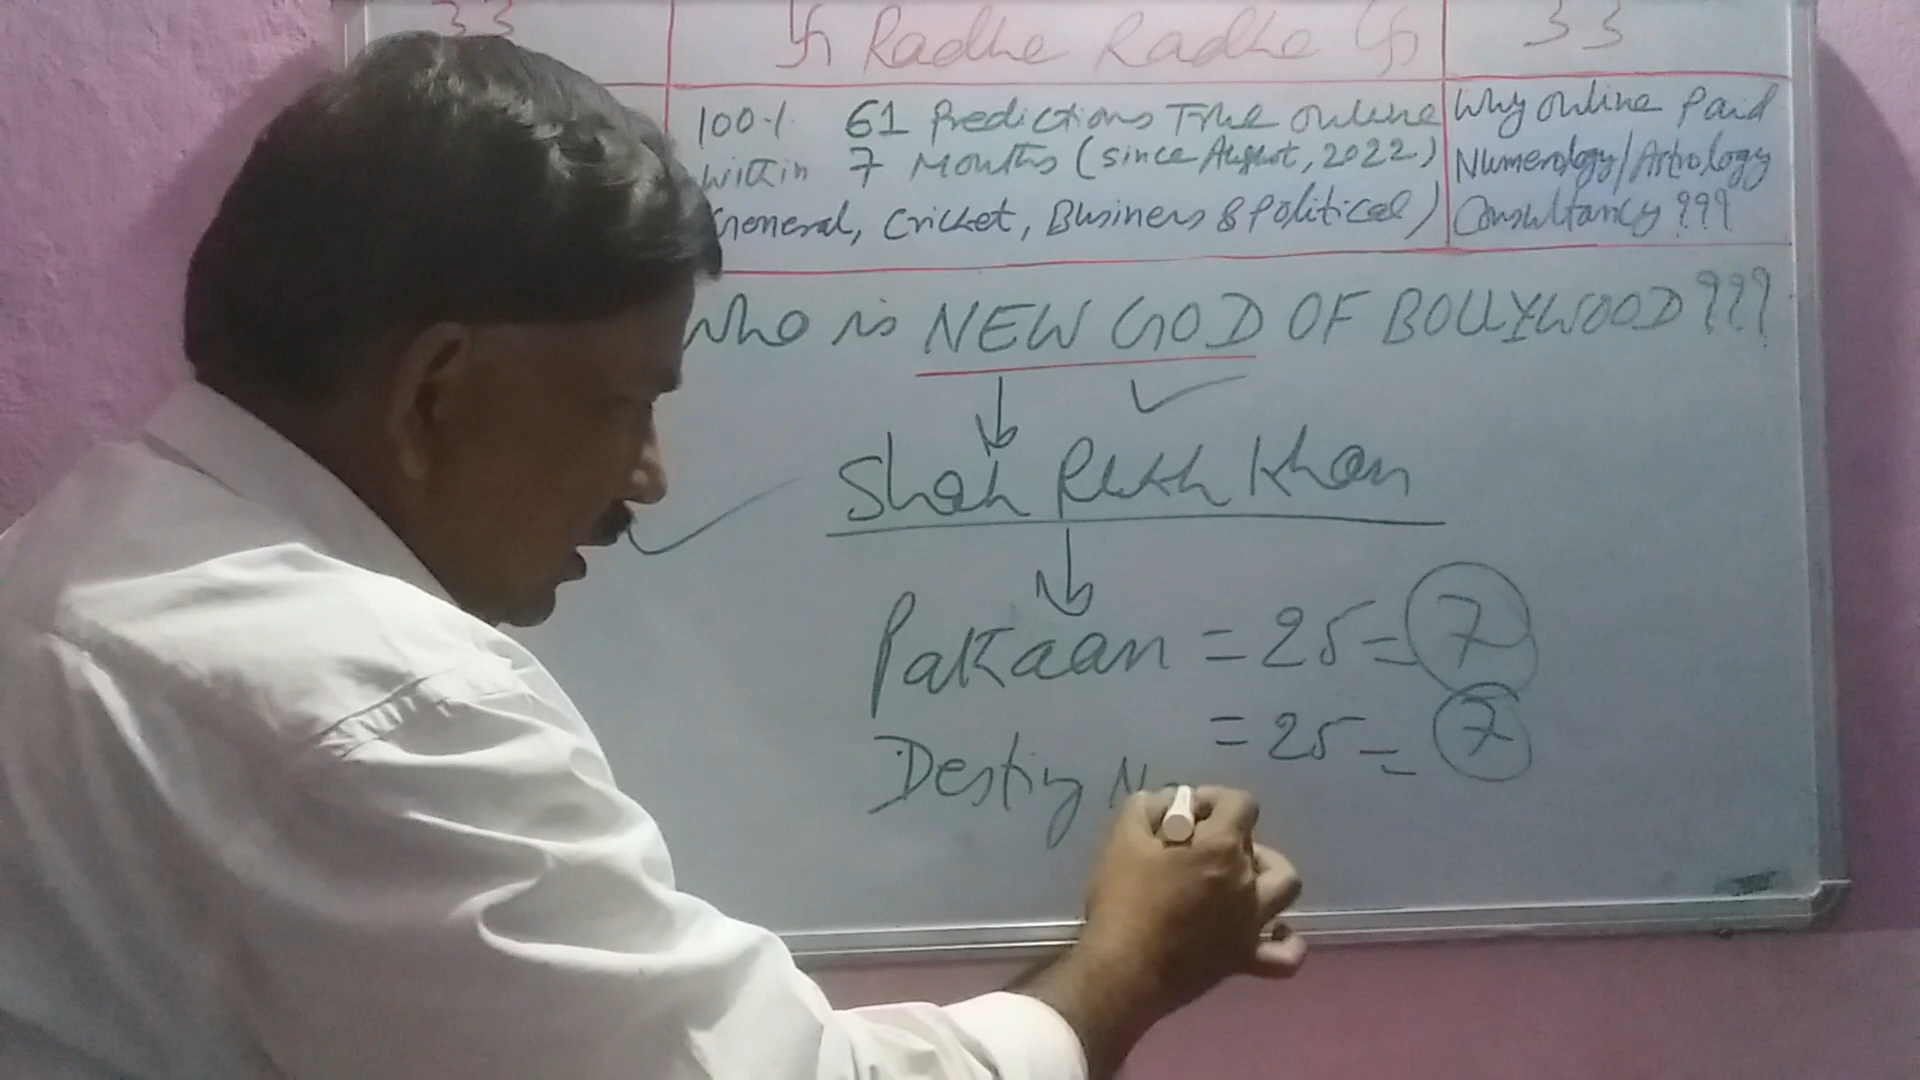 33 卐 Radhe Radhe 卐 33
100% 61 Predictions True online
within 7 Months (since August, 2022)
General, Cricket, Business & Political)
Why online Paid
Numerology/Astrology
Consultancy ???
Who is NEW GOD OF BOLLYWOOD???
Shah Rukh Khan
Pakaan = 25 = 7
= 25 = 7
Destiny